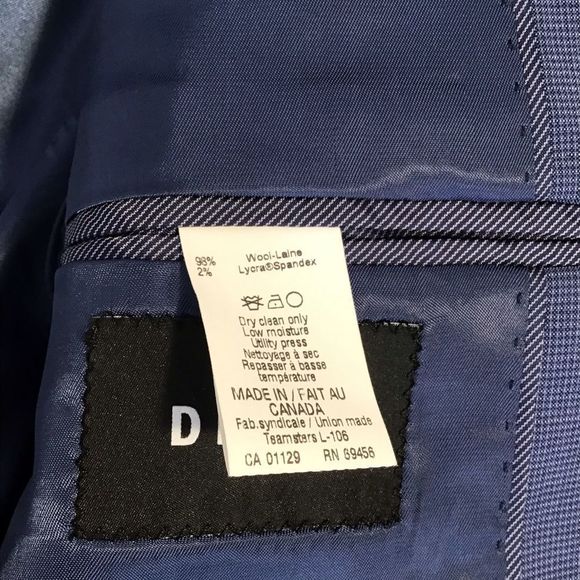 98% Wool-Laine
2% Lycra®Spandex
Dry clean only
Low moisture
Utility press
Nettoyage à sec
Repasser à basse
température
MADE IN / FAIT AU
CANADA
Fab.syndicale / Union made
Teamsters L-106
CA 01129 RN 69456
D